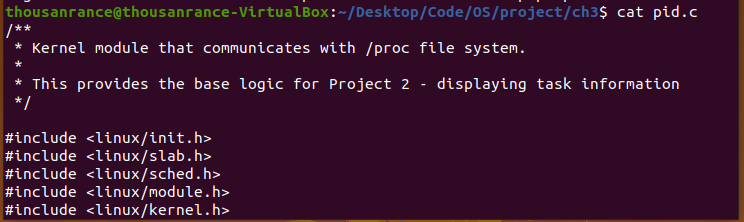 thousanrance@thousanrance-VirtualBox:~/Desktop/Code/OS/project/ch3$ cat pid.c
/**
 * Kernel module that communicates with /proc file system.
 *
 * This provides the base logic for Project 2 - displaying task information
 */
#include <linux/init.h>
#include <linux/slab.h>
#include <linux/sched.h>
#include <linux/module.h>
#include <linux/kernel.h>